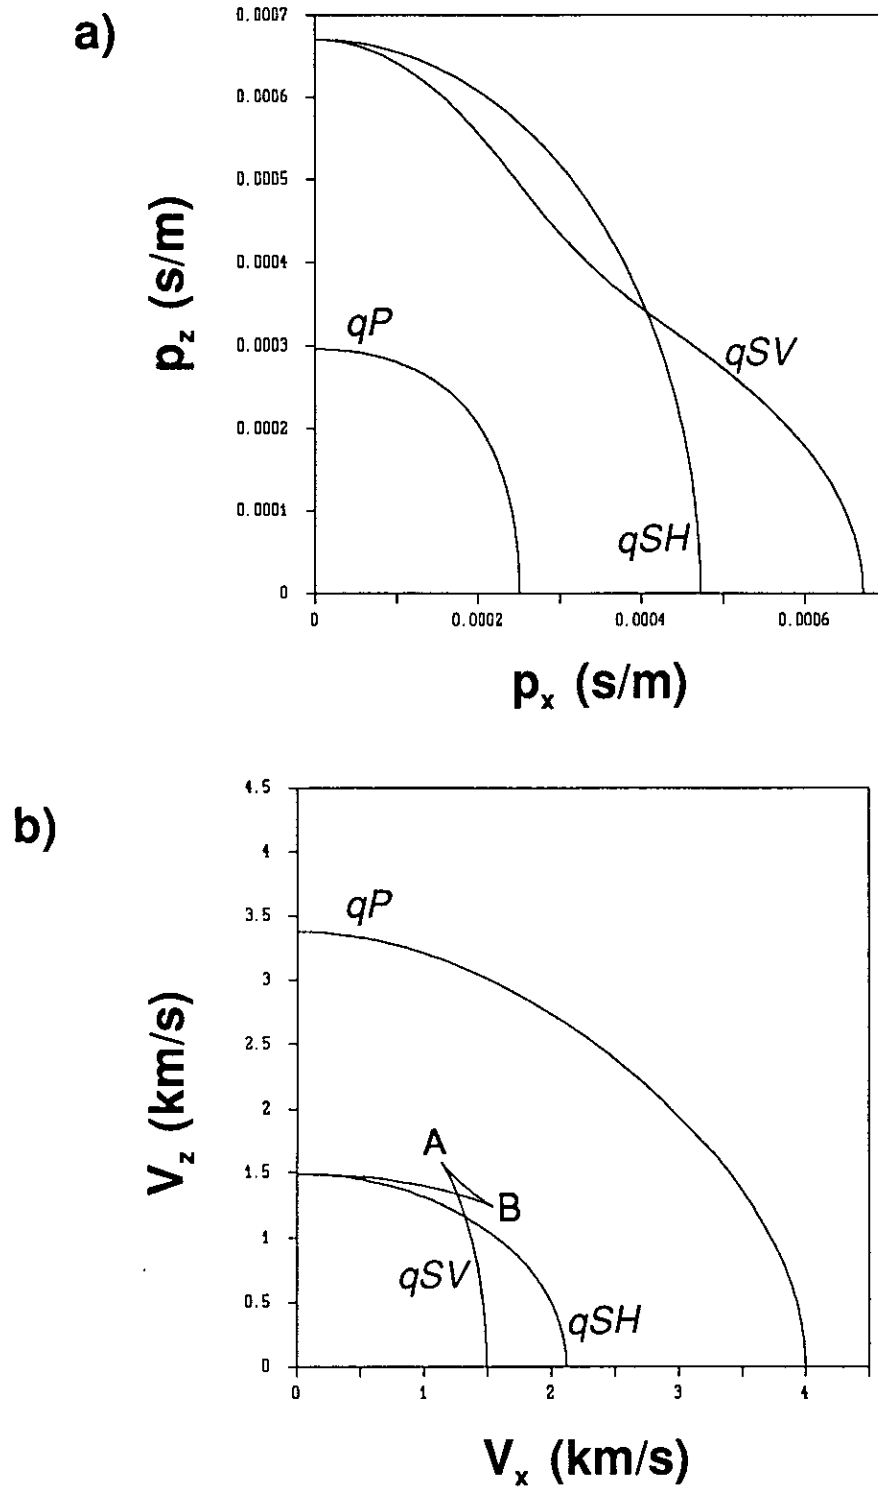 a)
0.0007
0.0006
0.0005
0.0004
0.0003
0.0002
0.0001
0
p_z (s/m)
qP
qSV
qSH
0
0.0002
0.0004
0.0006
p_x (s/m)
b)
4.5
4
3.5
3
2.5
2
1.5
1
0.5
0
V_z (km/s)
qP
A
B
qSV
qSH
0
1
2
3
4
V_x (km/s)